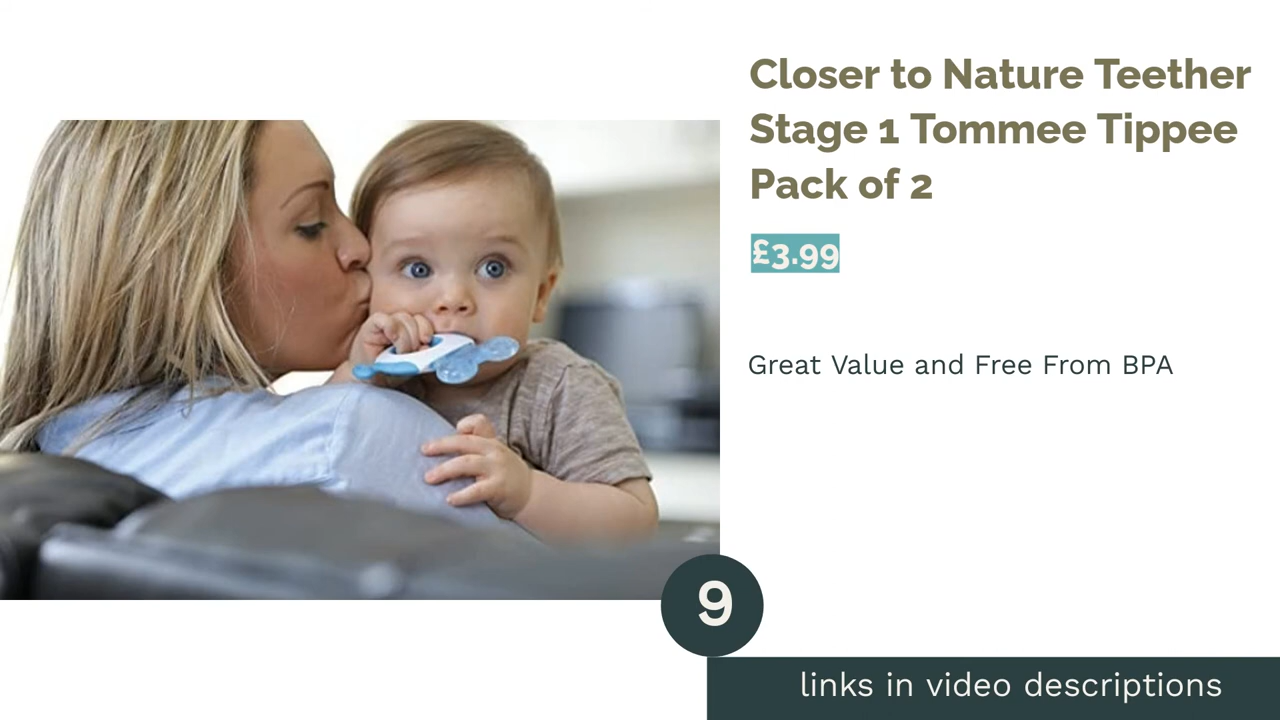 Closer to Nature Teether
Stage 1 Tommee Tippee
Pack of 2
£3.99
Great Value and Free From BPA
9
links in video descriptions